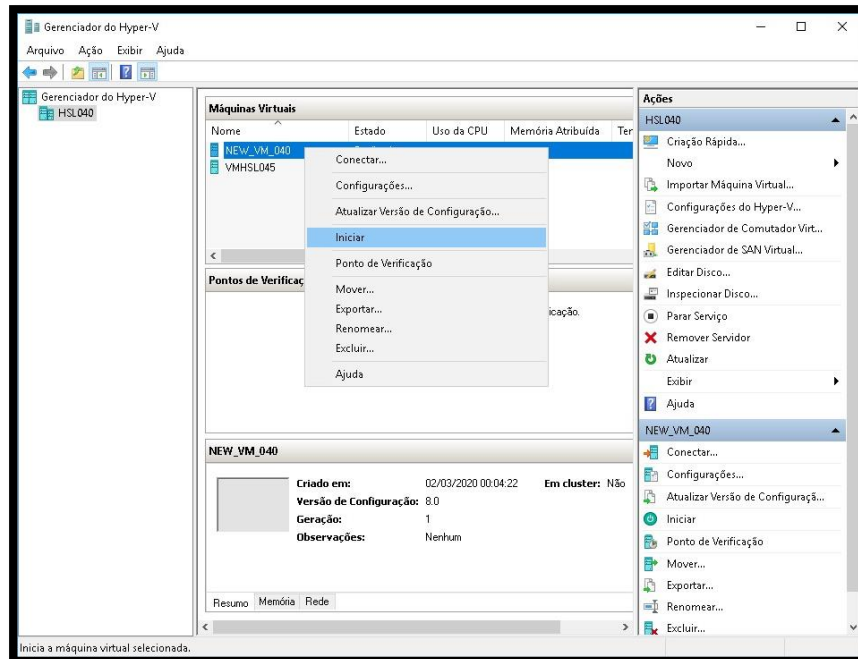 Gerenciador do Hyper-V
Arquivo Ação Exibir Ajuda
Gerenciador do Hyper-V
HSL040
Máquinas Virtuais
Nome Estado Uso da CPU Memória Atribuída
NEW_VM_040
VMHSL045
Conectar...
Configurações...
Atualizar Versão de Configuração...
Iniciar
Ponto de Verificação
Mover...
Exportar...
Renomear...
Excluir...
Ajuda
Pontos de Verificaç
icação.
NEW_VM_040
Criado em: 02/03/2020 00:04:22 Em cluster: Não
Versão de Configuração: 8.0
Geração: 1
Observações: Nenhum
Resumo Memória Rede
Ações
HSL040
Criação Rápida...
Novo
Importar Máquina Virtual...
Configurações do Hyper-V...
Gerenciador de Comutador Virt...
Gerenciador de SAN Virtual...
Editar Disco...
Inspecionar Disco...
Parar Serviço
Remover Servidor
Atualizar
Exibir
Ajuda
NEW_VM_040
Conectar...
Configurações...
Atualizar Versão de Configuraçã...
Iniciar
Ponto de Verificação
Mover...
Exportar...
Renomear...
Excluir...
Inicia a máquina virtual selecionada.